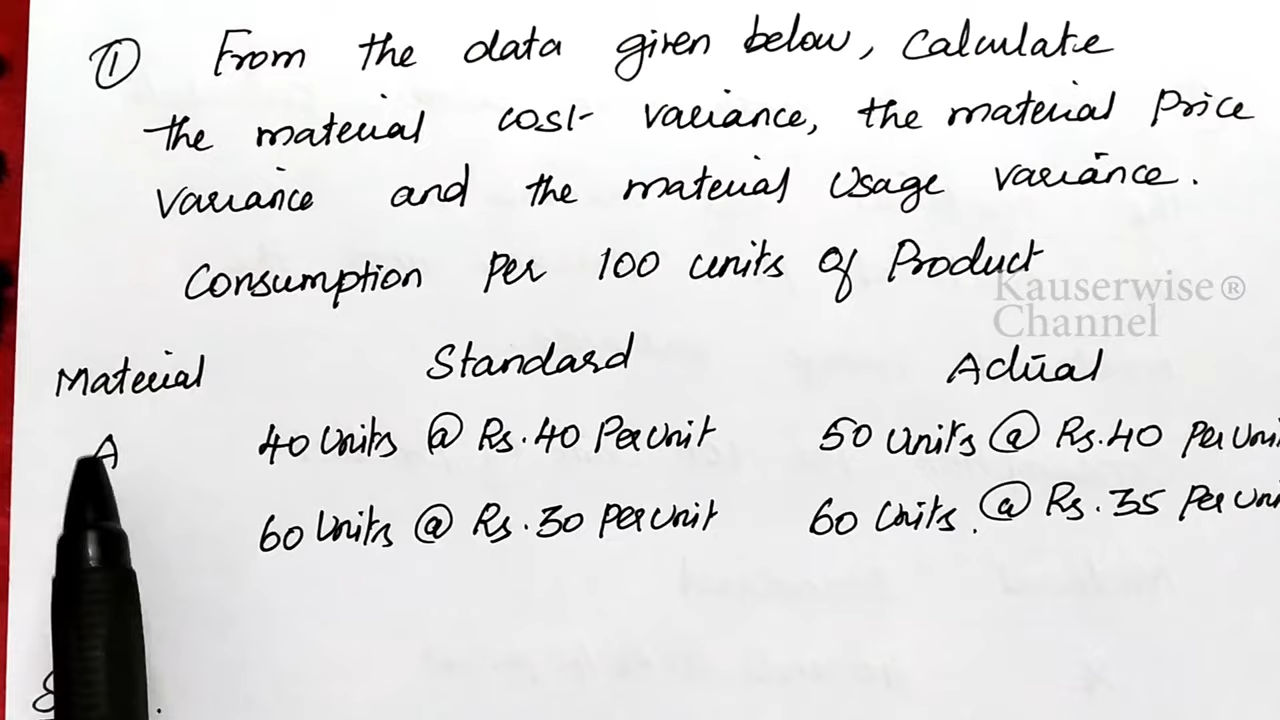 ① From the data given below, calculate
the material cost variance, the material Price
Variance and the material Usage variance.
Consumption Per 100 units of Product
Kauserwise®
Channel
Material Standard Actual
A 40 Units @ Rs. 40 Per Unit 50 Units @ Rs. 40 Per Uni
60 Units @ Rs. 30 Per Unit 60 Units. @ Rs. 35 Per Uni